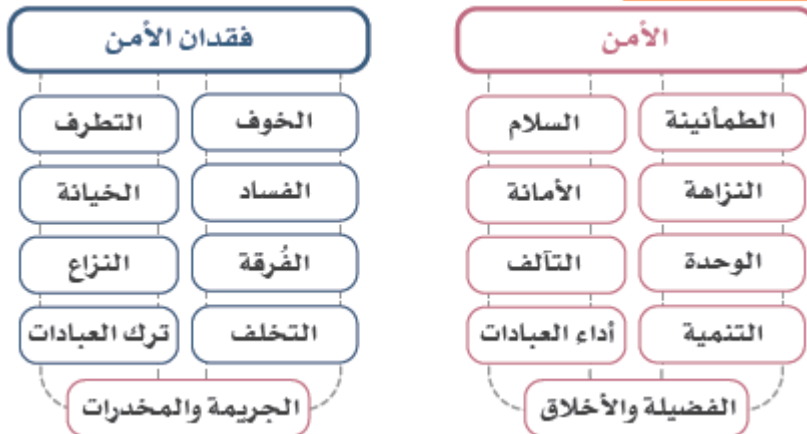 الأمن
الطمأنينة
السلام
النزاهة
الأمانة
الوحدة
التآلف
التنمية
أداء العبادات
الفضيلة والأخلاق
فقدان الأمن
الخوف
التطرف
الفساد
الخيانة
الفُرقة
النزاع
التخلف
ترك العبادات
الجريمة والمخدرات